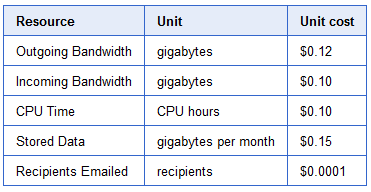 Resource Unit Unit cost
Outgoing Bandwidth gigabytes $0.12
Incoming Bandwidth gigabytes $0.10
CPU Time CPU hours $0.10
Stored Data gigabytes per month $0.15
Recipients Emailed recipients $0.0001